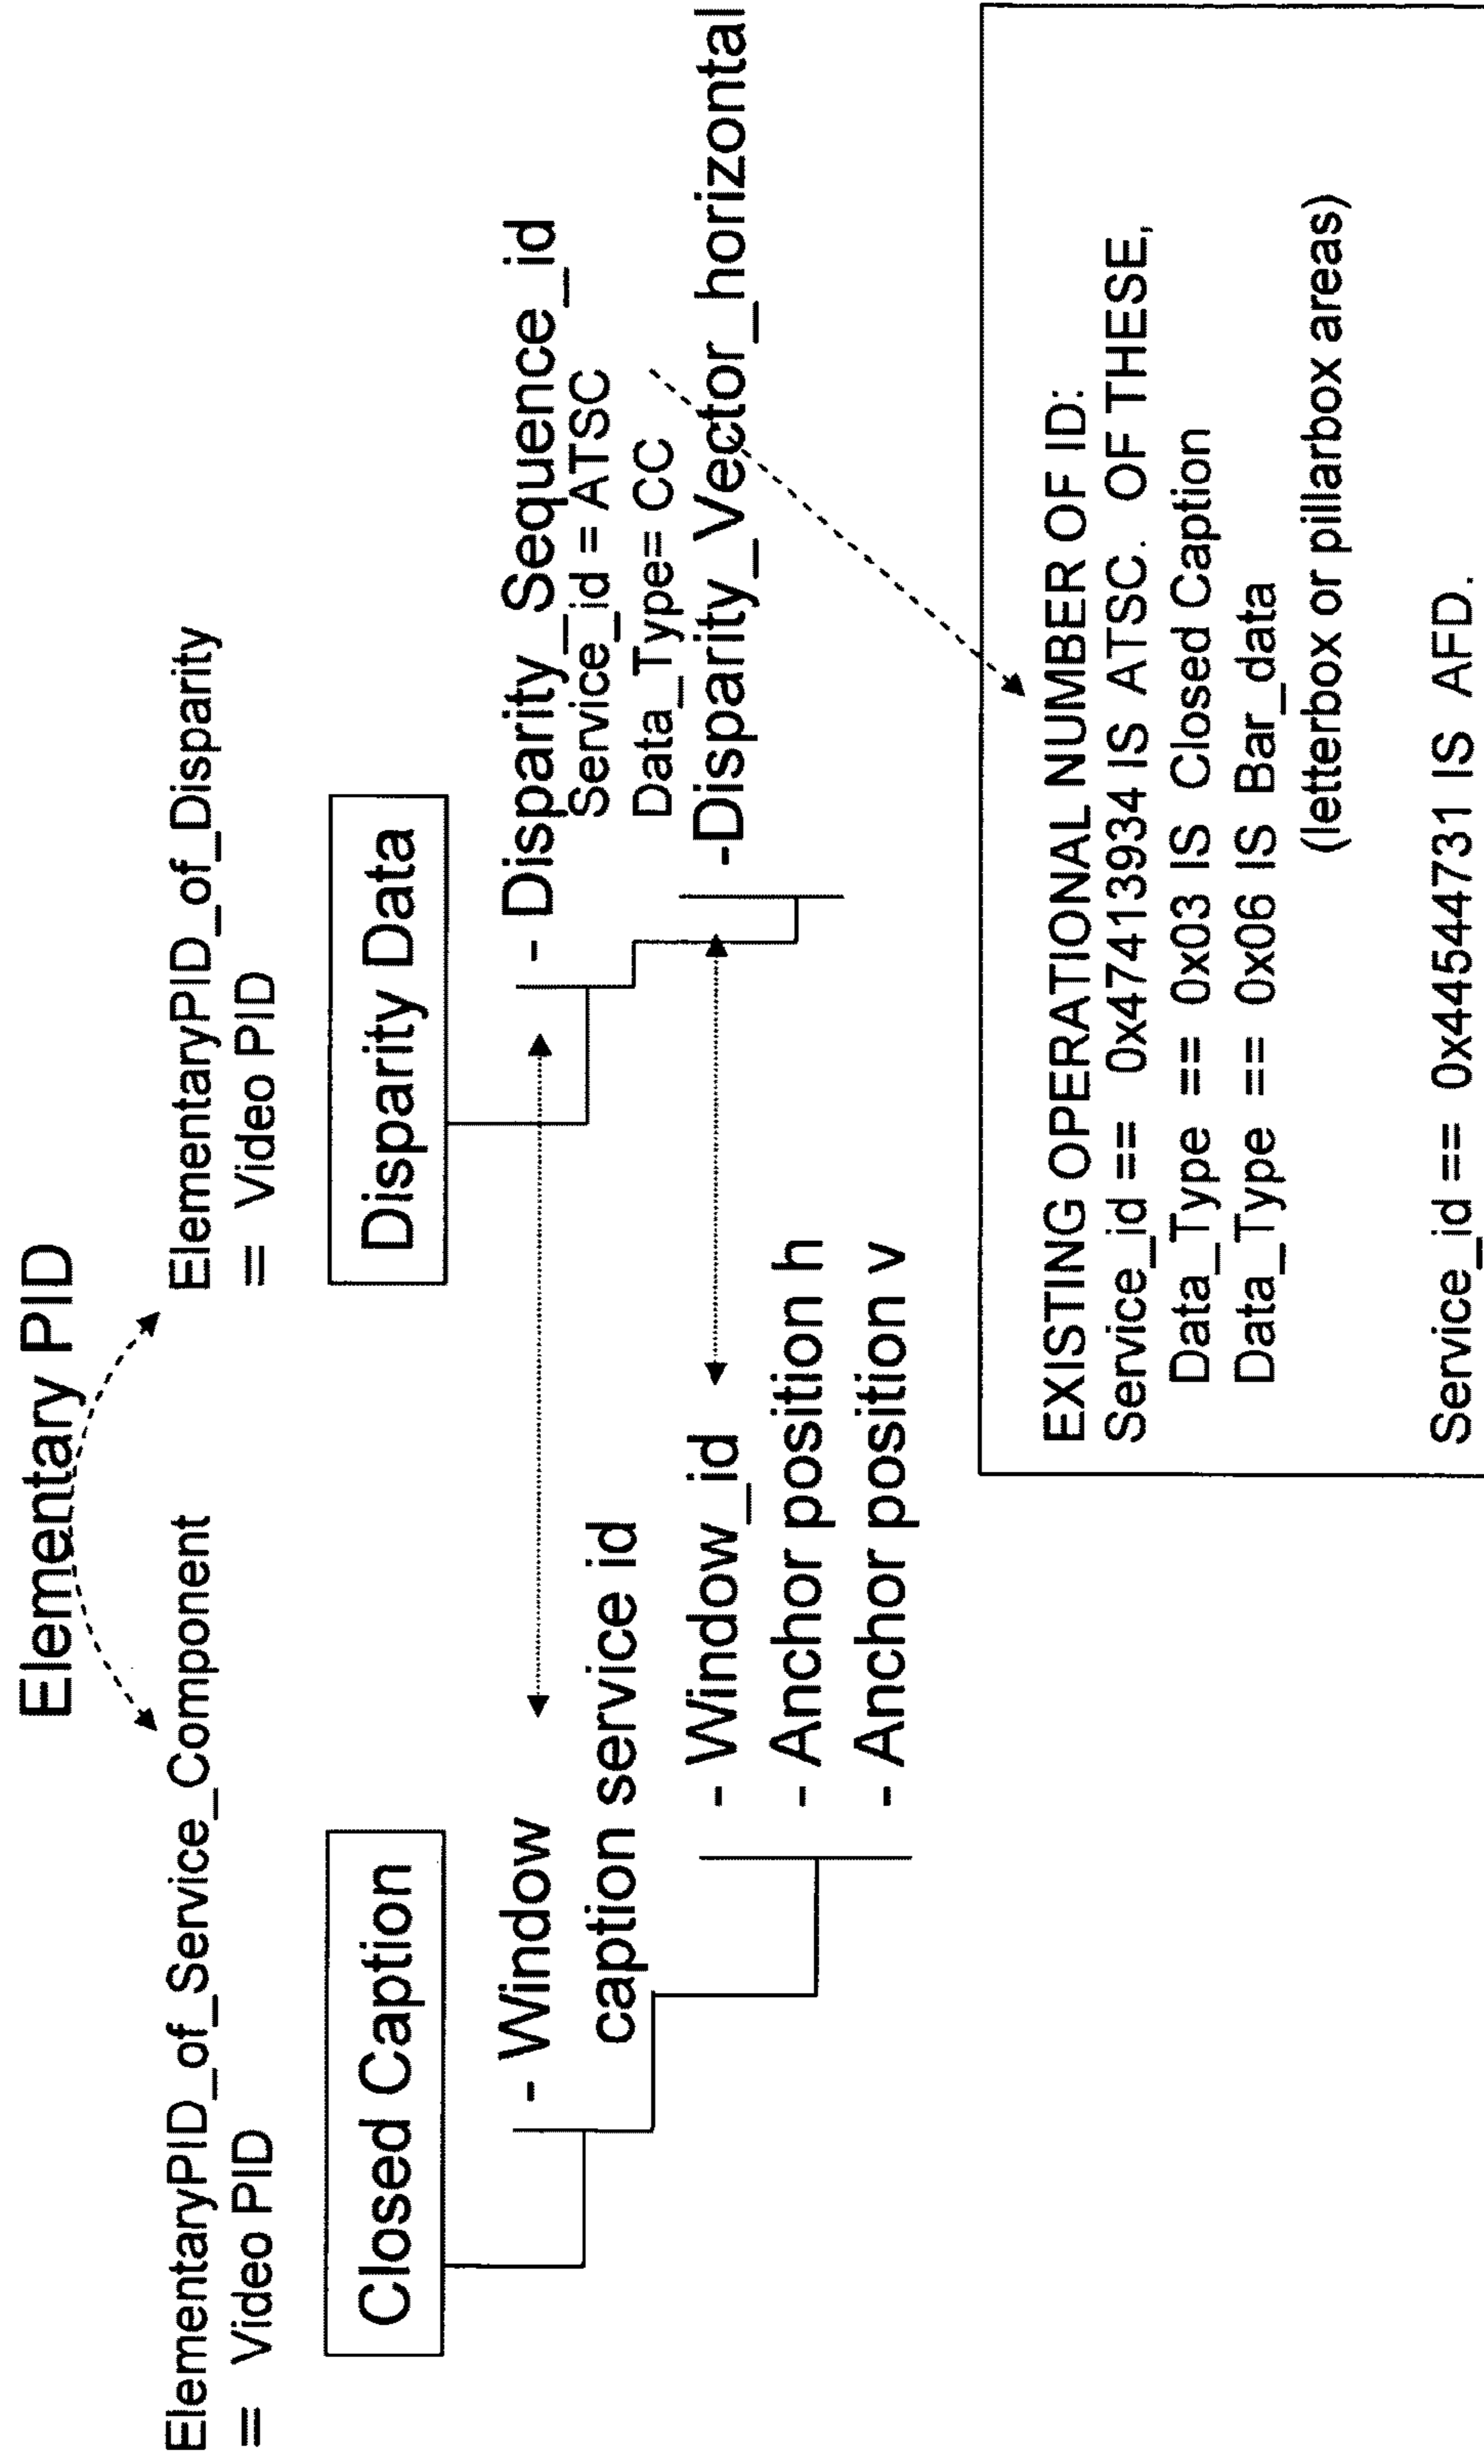 Elementary PID
ElementaryPID_of_Service_Component
= Video PID
ElementaryPID_of_Disparity
= Video PID
Closed Caption
- Window
caption service id
- Window_id
- Anchor position h
- Anchor position v
Disparity Data
- Disparity_Sequence_id
Service_id = ATSC
Data_Type= CC
-Disparity_Vector_horizontal
EXISTING OPERATIONAL NUMBER OF ID:
Service_id == 0x47413934 IS ATSC. OF THESE,
Data_Type == 0x03 IS Closed Caption
Data_Type == 0x06 IS Bar_data
(letterbox or pillarbox areas)
Service_id == 0x44544731 IS AFD.